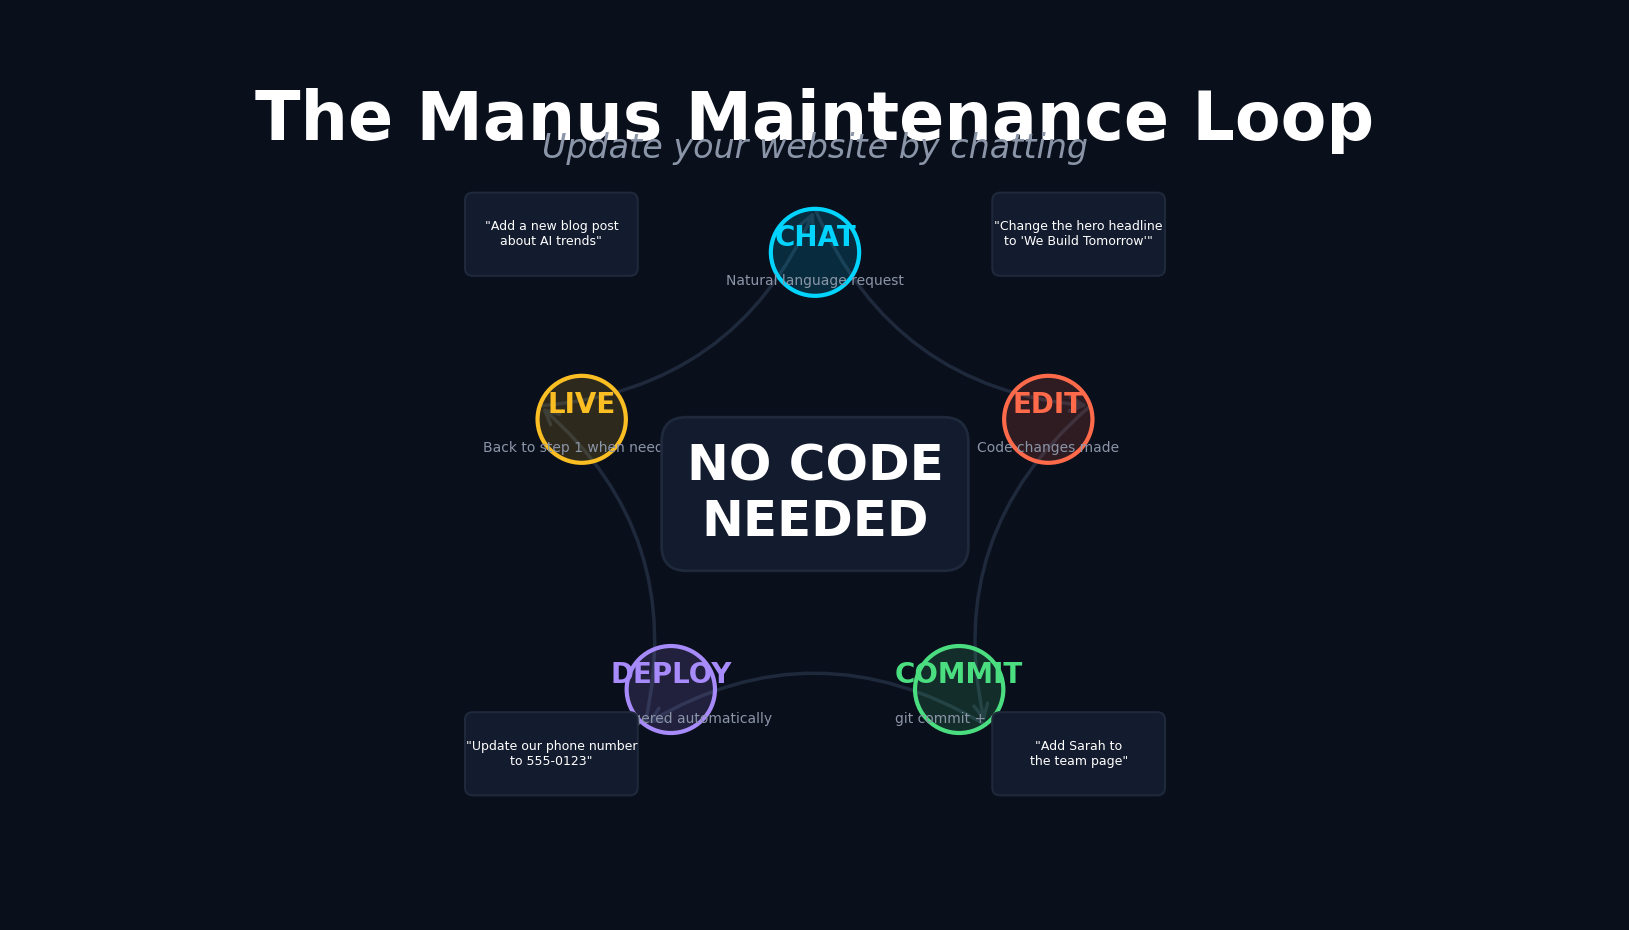 The Manus Maintenance Loop
Update your website by chatting
"Add a new blog post
about AI trends"
CHAT
Natural language request
"Change the hero headline
to 'We Build Tomorrow'"
LIVE
Back to step 1 when
EDIT
Code changes made
NO CODE
NEEDED
DEPLOY
automatically
COMMIT
git commit +
"Update our phone number
to 555-0123"
"Add Sarah to
the team page"